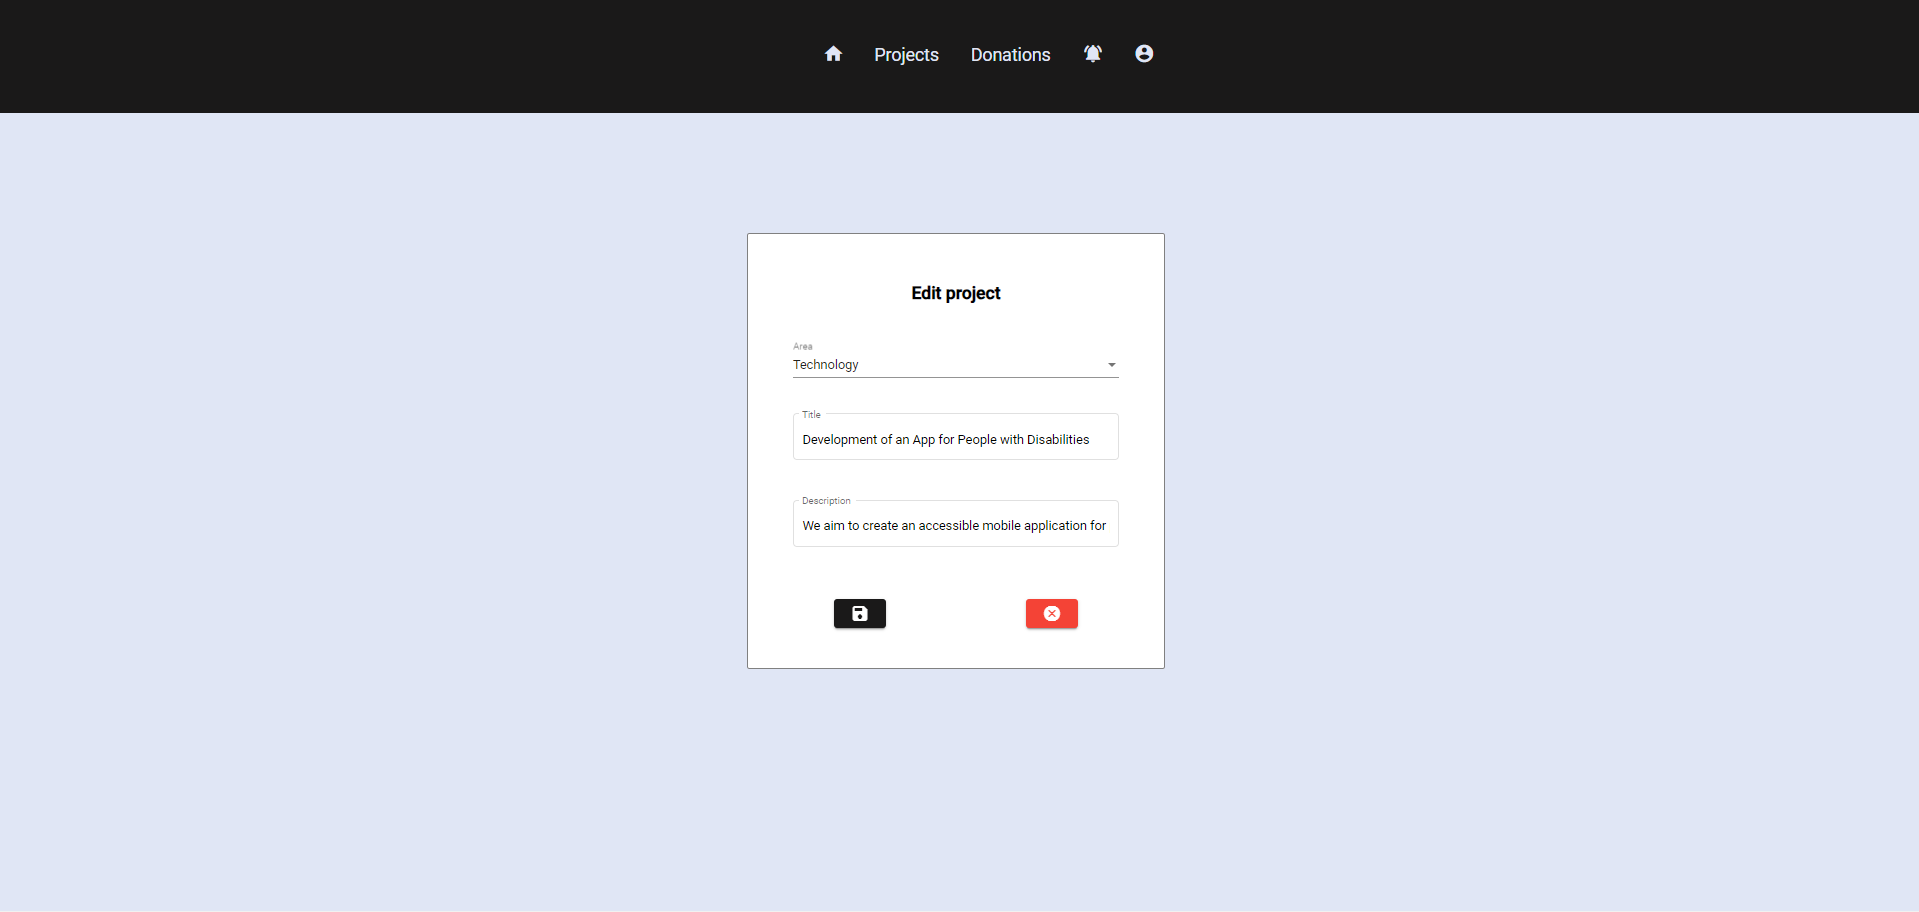 Projects
Donations
Edit project
Area
Technology
Title
Development of an App for People with Disabilities
Description
We aim to create an accessible mobile application for